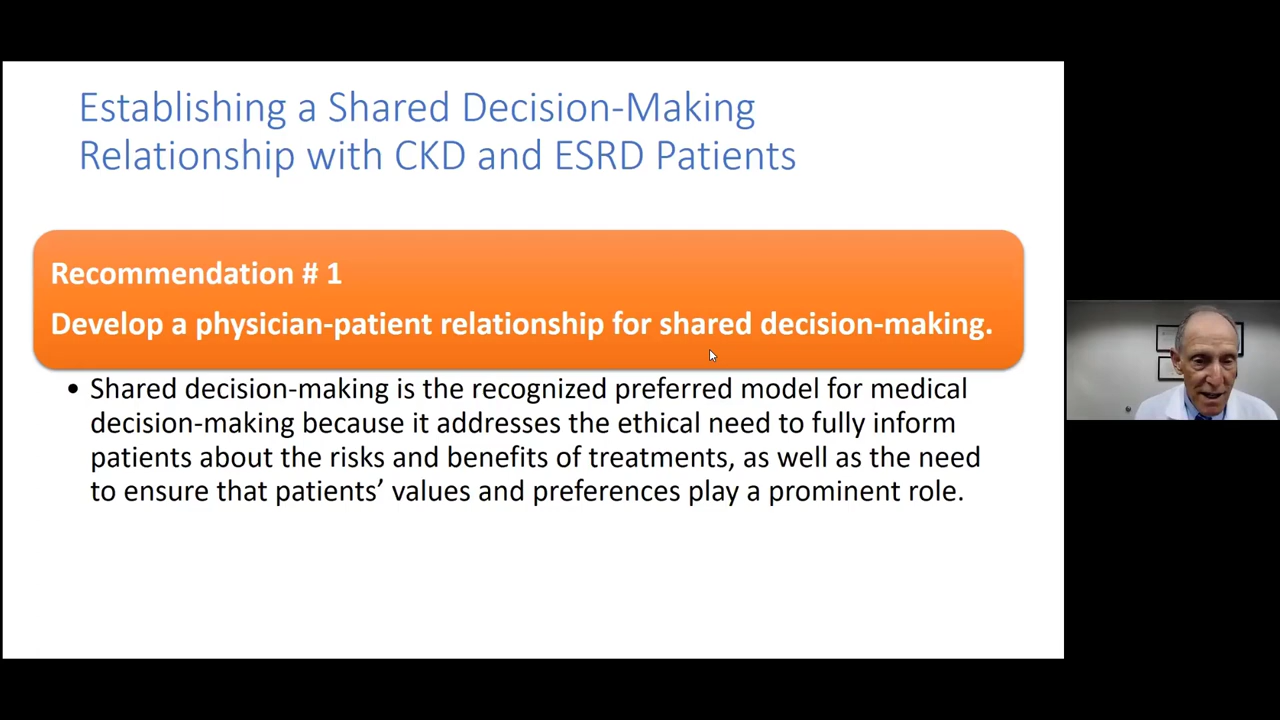 Establishing a Shared Decision-Making
Relationship with CKD and ESRD Patients
Recommendation # 1
Develop a physician-patient relationship for shared decision-making.
• Shared decision-making is the recognized preferred model for medical
decision-making because it addresses the ethical need to fully inform
patients about the risks and benefits of treatments, as well as the need
to ensure that patients’ values and preferences play a prominent role.